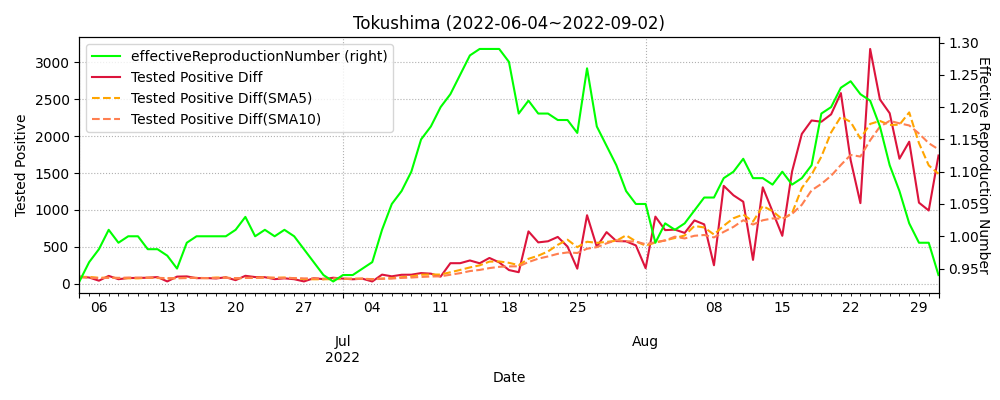 Tokushima (2022-06-04~2022-09-02)
effectiveReproductionNumber (right)
Tested Positive Diff
Tested Positive Diff(SMA5)
Tested Positive Diff(SMA10)
Tested Positive
3000
2500
2000
1500
1000
500
0
1.30
1.25
1.20
1.15
1.10
1.05
1.00
0.95
Effective Reproduction Number
06 13 20 27 04 11 18 25 08 15 22 29
Jul Aug
2022
Date